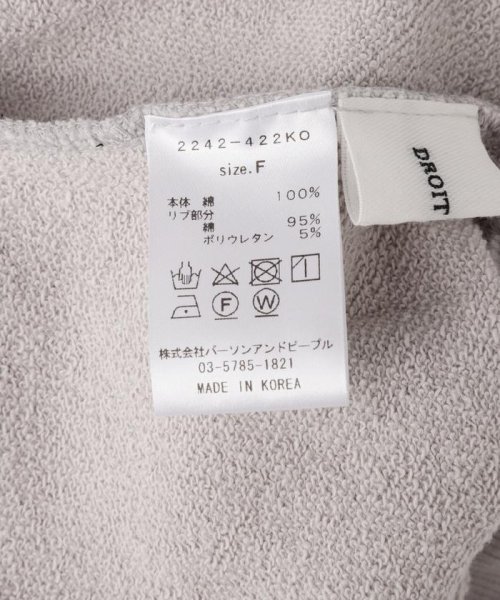 2242-422KO
size.F
本体 綿 100%
リブ部分
綿 95%
ポリウレタン 5%
F W
株式会社パーソンアンドピープル
03-5785-1821
MADE IN KOREA
DROIT